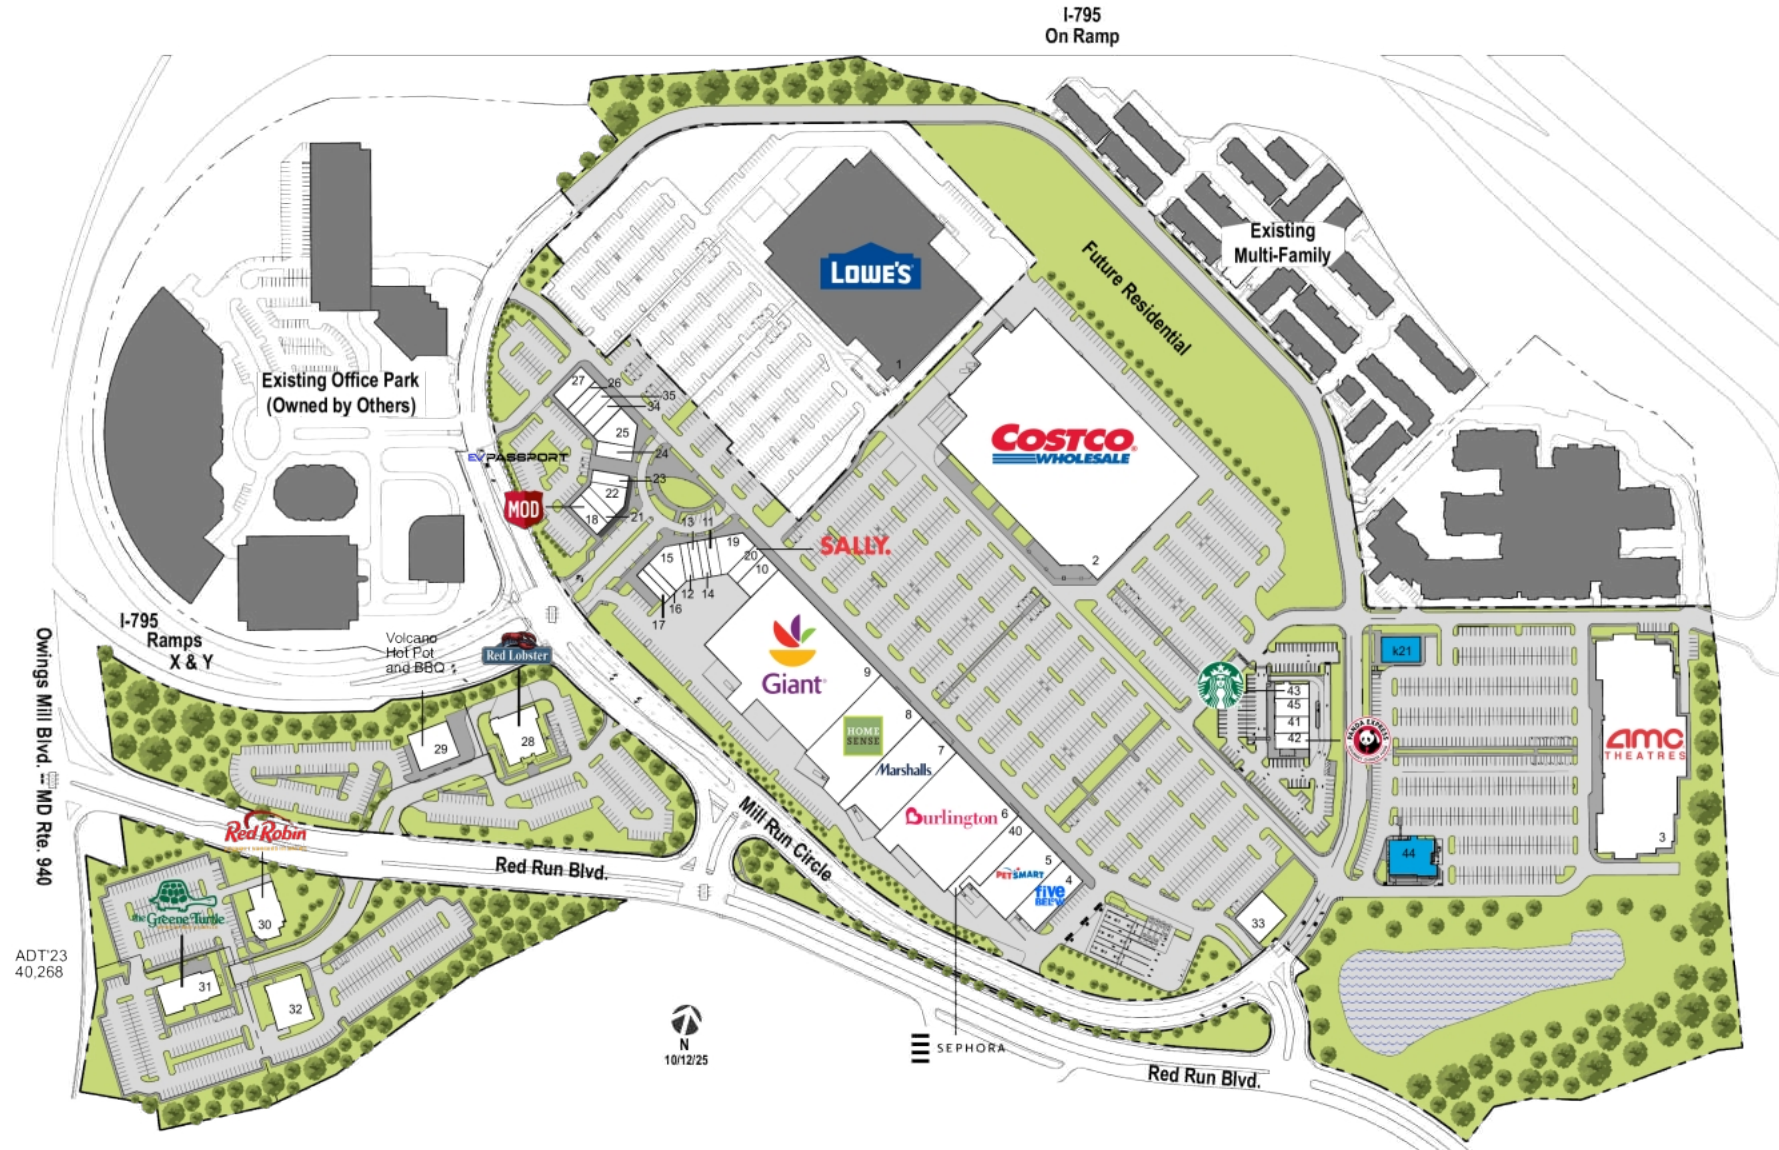 I-795
On Ramp
Existing
Multi-Family
Future Residential
LOWE'S
1
Existing Office Park
(Owned by Others)
27
26
35
34
25
24
EVPASSPORT
23
22
MOD
18
21
COSTCO
WHOLESALE
2
13
11
19
20
SALLY.
15
10
12
14
16
17
I-795
Ramps
X & Y
Volcano
Hot Pot
and BBQ
Red Lobster
Giant
9
HOME
SENSE
8
Marshalls
7
Burlington
6
40
5
PETSMART
4
five
BELOW
43
45
41
42
PANDA EXPRESS
k21
44
AMC
THEATRES
3
29
28
Owings Mill Blvd. -- MD Rte. 940
Red Robin
Red Run Blvd.
Mill Run Circle
the Greene Turtle
30
31
32
33
ADT'23
40,268
N
10/12/25
SEPHORA
Red Run Blvd.